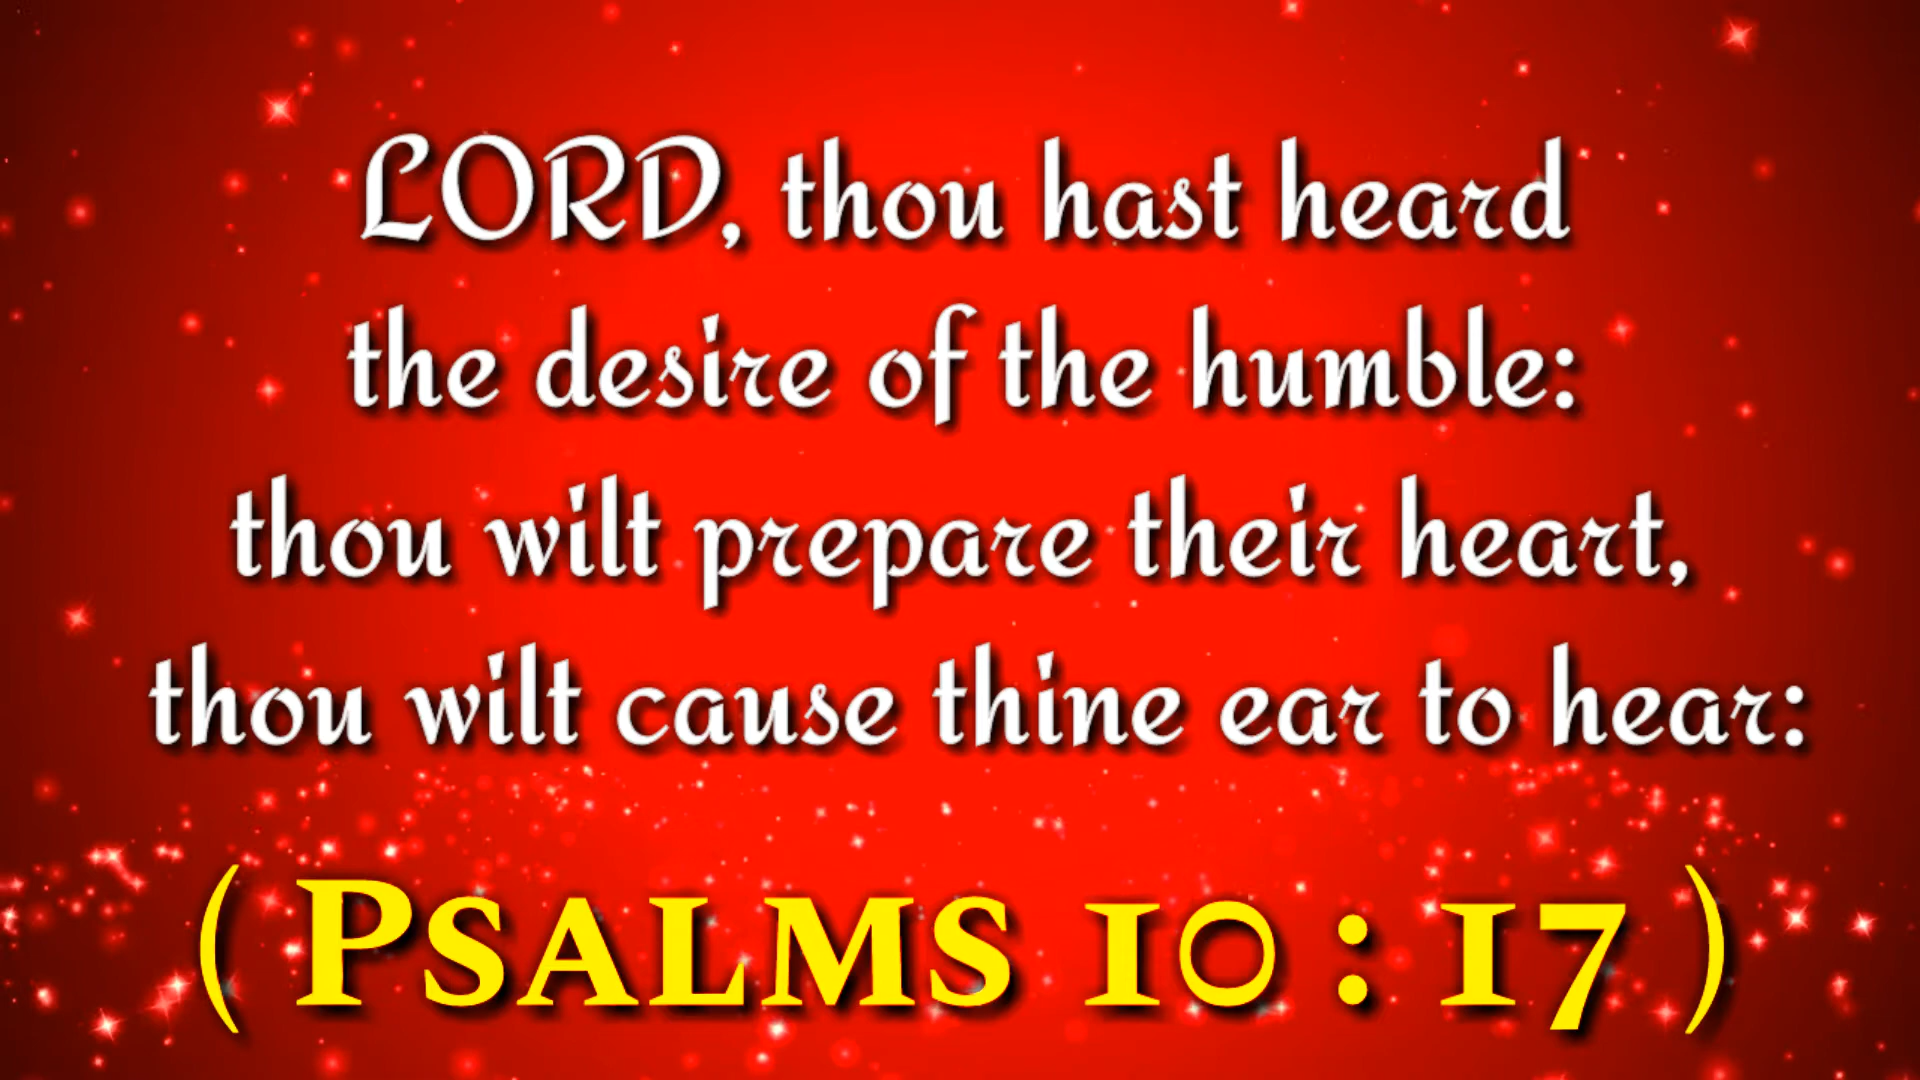 LORD, thou hast heard
the desire of the humble:
thou wilt prepare their heart,
thou wilt cause thine ear to hear:
( PSALMS 10 : 17 )